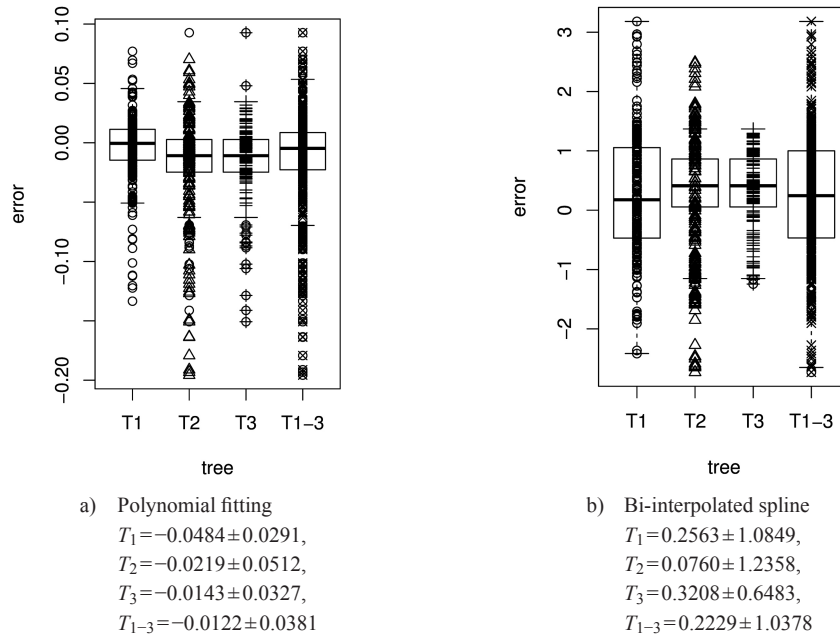 0.10
0.05
0.00
−0.10
−0.20
error
T1 T2 T3 T1−3
tree
a) Polynomial fitting
T1=−0.0484±0.0291,
T2=−0.0219±0.0512,
T3=−0.0143±0.0327,
T1–3=−0.0122±0.0381
3
2
1
0
−1
−2
error
T1 T2 T3 T1−3
tree
b) Bi-interpolated spline
T1=0.2563±1.0849,
T2=0.0760±1.2358,
T3=0.3208±0.6483,
T1–3=0.2229±1.0378